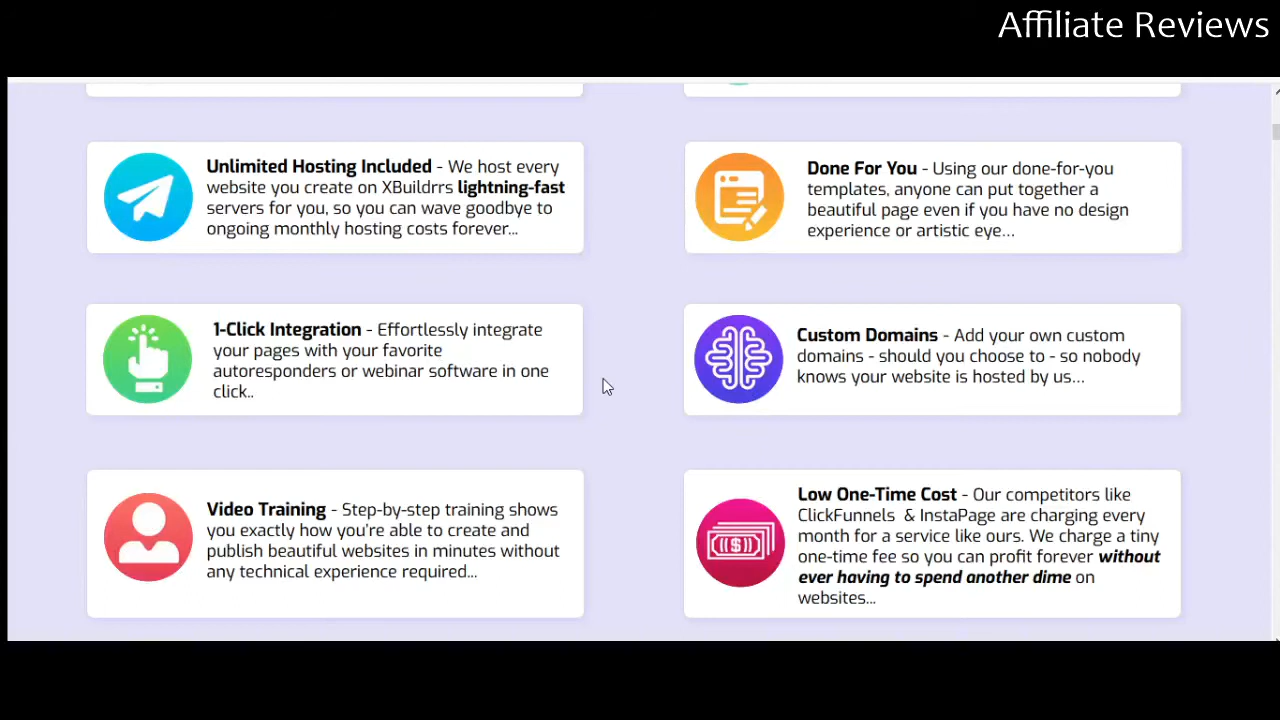 Affiliate Reviews
Unlimited Hosting Included - We host every
website you create on XBuildrrs lightning-fast
servers for you, so you can wave goodbye to
ongoing monthly hosting costs forever...
Done For You - Using our done-for-you
templates, anyone can put together a
beautiful page even if you have no design
experience or artistic eye...
1-Click Integration - Effortlessly integrate
your pages with your favorite
autoresponders or webinar software in one
click..
Custom Domains - Add your own custom
domains - should you choose to - so nobody
knows your website is hosted by us...
Video Training - Step-by-step training shows
you exactly how you're able to create and
publish beautiful websites in minutes without
any technical experience required...
Low One-Time Cost - Our competitors like
ClickFunnels & InstaPage are charging every
month for a service like ours. We charge a tiny
one-time fee so you can profit forever without
ever having to spend another dime on
websites...